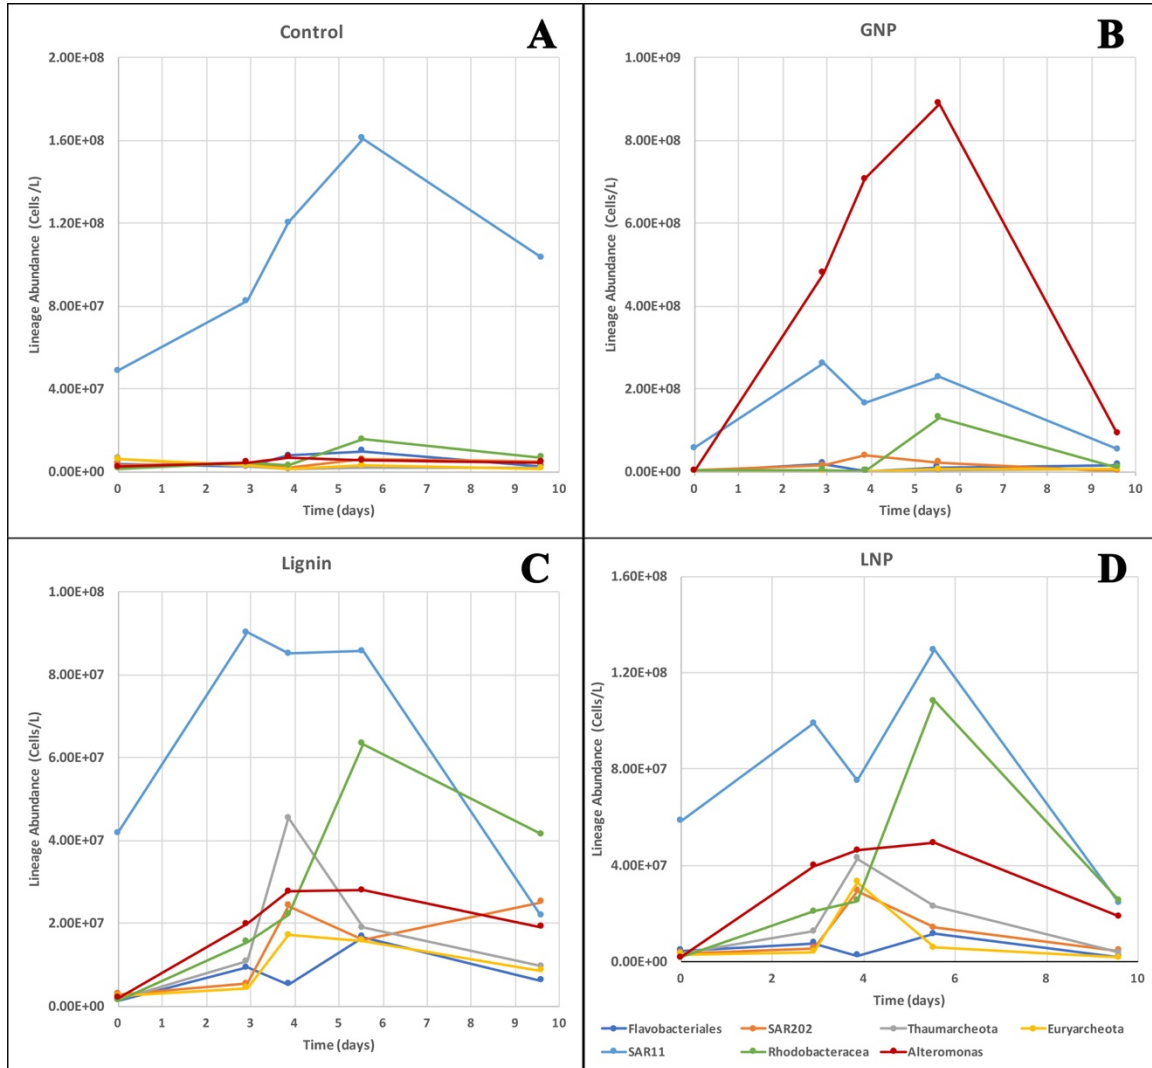 Control
A
2.00E+08
1.60E+08
1.20E+08
8.00E+07
4.00E+07
0.00E+00
Lineage Abundance (Cells/L)
0 1 2 3 4 5 6 7 8 9 10
Time (days)
GNP
B
1.00E+09
8.00E+08
6.00E+08
4.00E+08
2.00E+08
0.00E+00
Lineage Abundance (Cells/L)
0 1 2 3 4 5 6 7 8 9 10
Time (days)
Lignin
C
1.00E+08
8.00E+07
6.00E+07
4.00E+07
2.00E+07
0.00E+00
Lineage Abundance (Cells/L)
0 1 2 3 4 5 6 7 8 9 10
Time (days)
LNP
D
1.60E+08
1.20E+08
8.00E+07
4.00E+07
0.00E+00
Lineage Abundance (Cells/L)
0 2 4 6 8 10
Time (days)
Flavobacteriales SAR202 Thaumarcheota Euryarcheota
SAR11 Rhodobacteracea Alteromonas